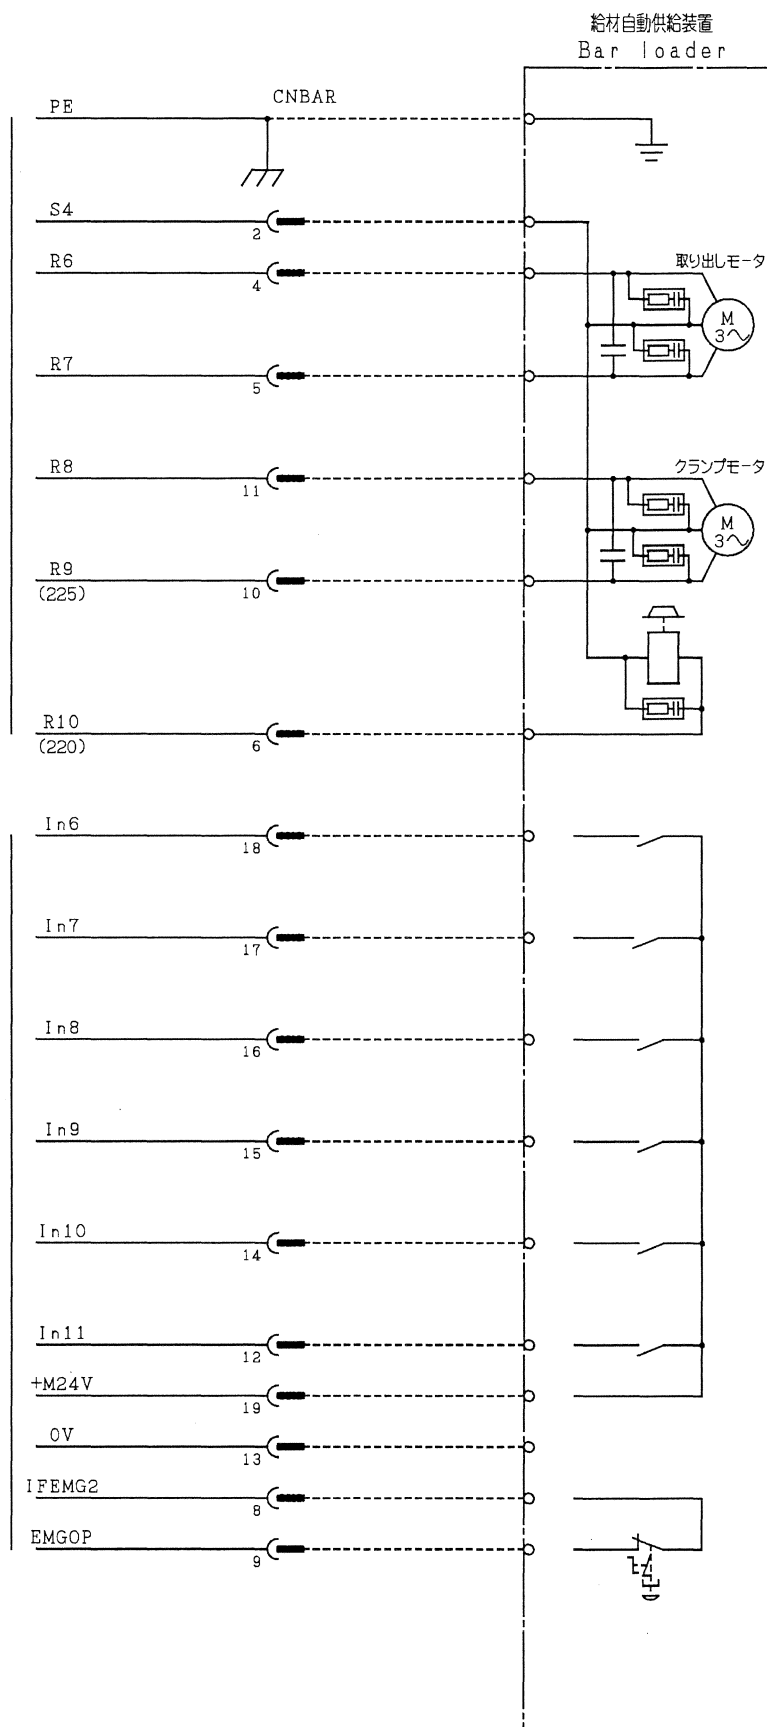 給材自動供給装置
Bar loader
PE
CNBAR
S4
2
R6
4
取り出しモータ
M
3～
R7
5
R8
11
クランプモータ
M
3～
R9
(225)
10
R10
(220)
6
In6
18
In7
17
In8
16
In9
15
In10
14
In11
12
+M24V
19
0V
13
IFEMG2
8
EMGOP
9